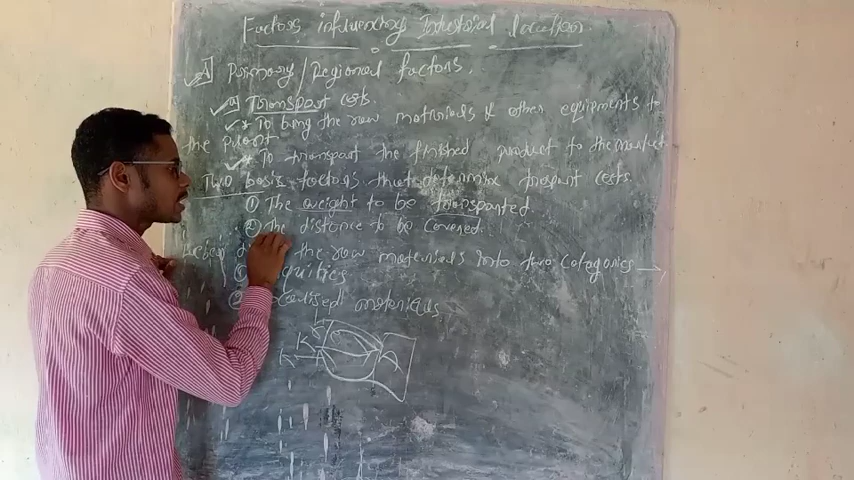 Factors influencing Industrial location
A Primary / Regional factors.
a) Transport costs.
* To bring the raw materials & other equipments to
the plant
* To transport the finished product to the market
Two basic factors that determine transport costs.
① The weight to be transported.
② The distance to be covered.
the raw materials into two categories
①
② Localised materials